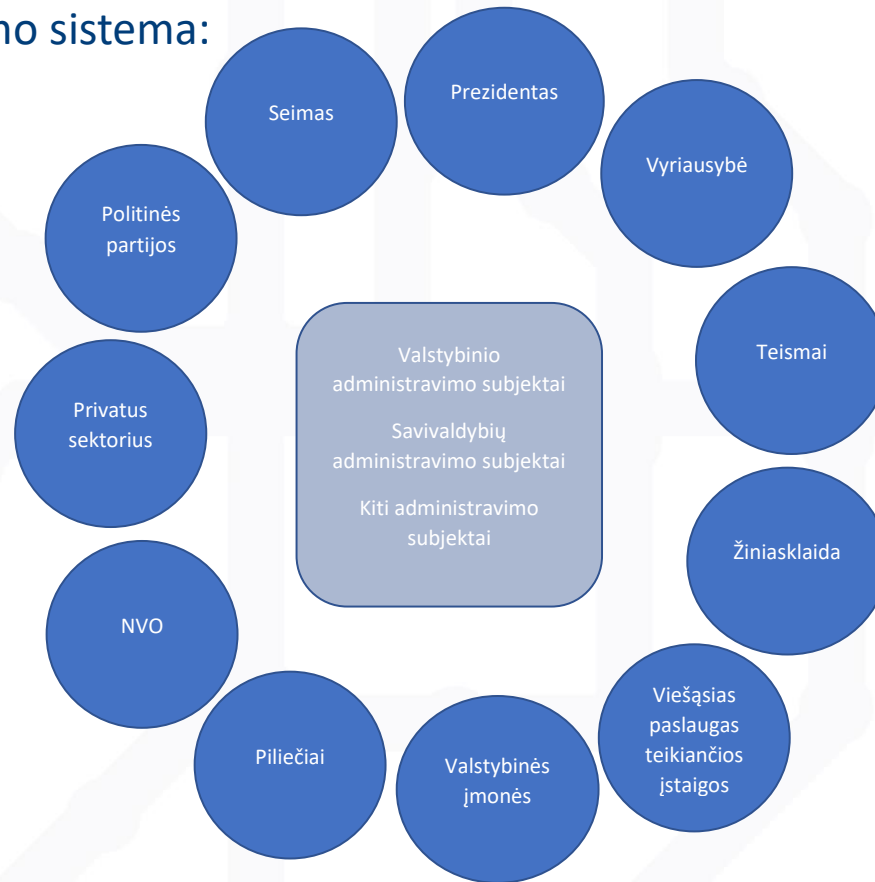 no sistema:
Seimas
Prezidentas
Vyriausybė
Politinės
partijos
Teismai
Valstybinio
administravimo subjektai
Savivaldybių
administravimo subjektai
Kiti administravimo
subjektai
Privatus
sektorius
Žiniasklaida
NVO
Viešąsias
paslaugas
teikiančios
įstaigos
Piliečiai
Valstybinės
įmonės